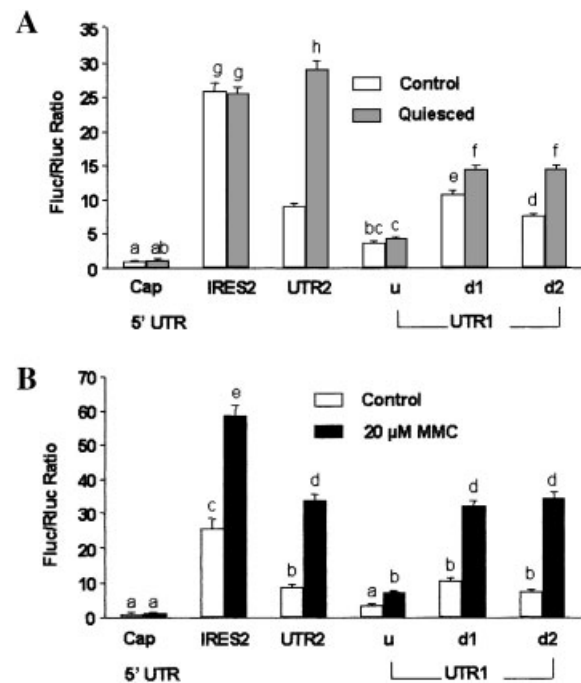 A
Fluc/Rluc Ratio
35
30
25
20
15
10
5
0
a ab g g h bc c e f d f
Control
Quiesced
Cap IRES2 UTR2 u d1 d2
5' UTR UTR1
B
Fluc/Rluc Ratio
70
60
50
40
30
20
10
0
a a c e b d a b b d b d
Control
20 µM MMC
Cap IRES2 UTR2 u d1 d2
5' UTR UTR1